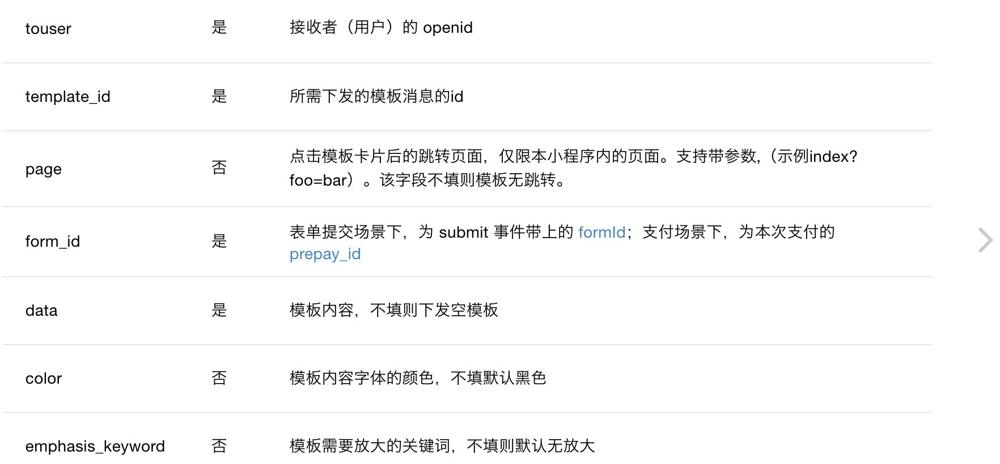 touser 是 接收者（用户）的 openid
template_id 是 所需下发的模板消息的id
page 否 点击模板卡片后的跳转页面，仅限本小程序内的页面。支持带参数,（示例index?
foo=bar）。该字段不填则模板无跳转。
form_id 是 表单提交场景下，为 submit 事件带上的 formId；支付场景下，为本次支付的
prepay_id
data 是 模板内容，不填则下发空模板
color 否 模板内容字体的颜色，不填默认黑色
emphasis_keyword 否 模板需要放大的关键词，不填则默认无放大